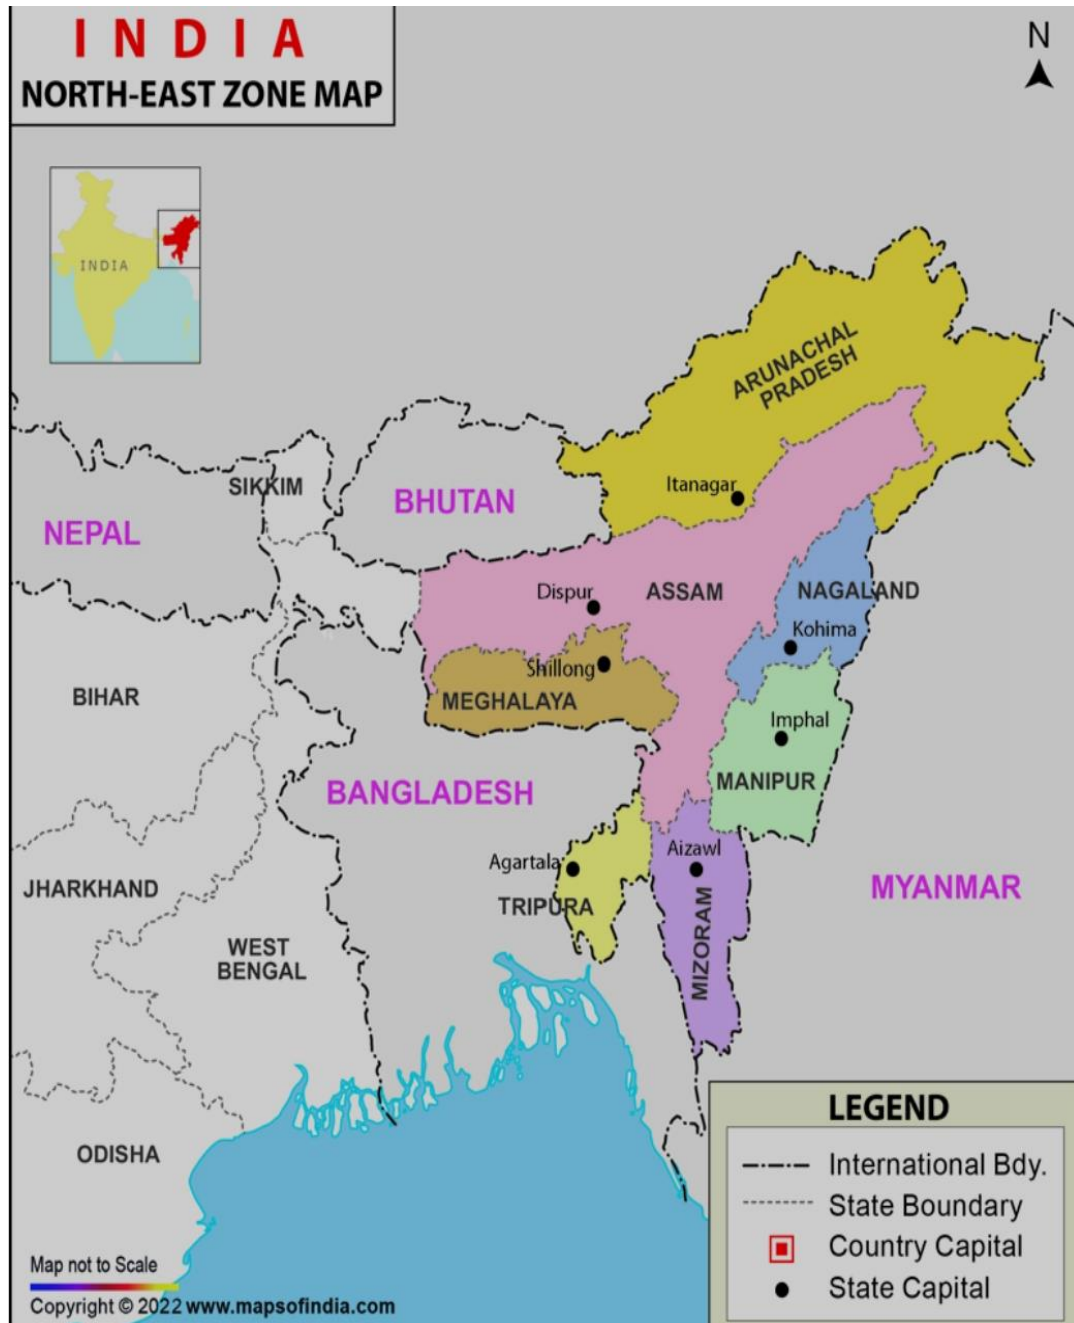 INDIA
NORTH-EAST ZONE MAP
N
INDIA
ARUNACHAL
PRADESH
SIKKIM
BHUTAN
Itanagar
NEPAL
Dispur
ASSAM
NAGALAND
Kohima
Shillong
MEGHALAYA
BIHAR
Imphal
MANIPUR
BANGLADESH
Agartala
Aizawl
JHARKHAND
TRIPURA
MYANMAR
WEST
BENGAL
MIZORAM
ODISHA
LEGEND
International Bdy.
State Boundary
Country Capital
State Capital
Map not to Scale
Copyright © 2022 www.mapsofindia.com